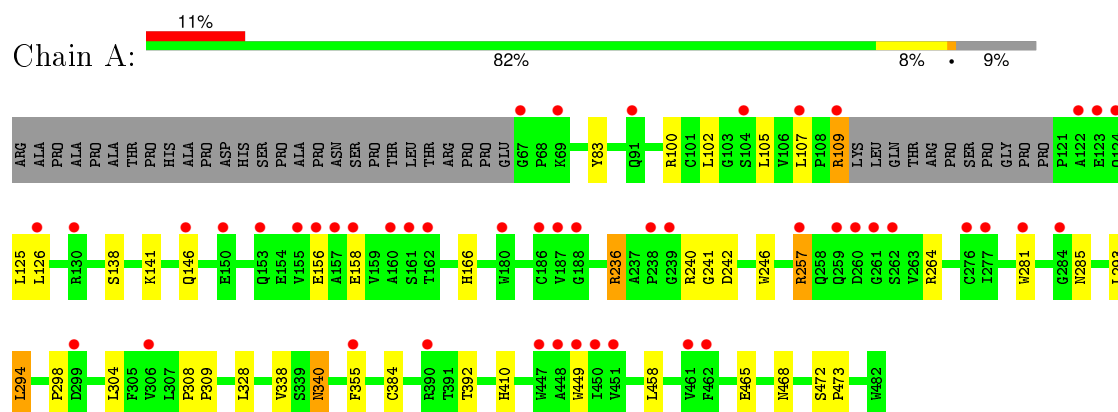 11%
Chain A:
82% 8% • 9%
ARG ALA PRO ALA PRO ALA THR PRO HIS ALA PRO ASP HIS SER PRO ALA PRO ASN SER PRO THR LEU THR ARG PRO GLU G67 P68 K69 Y83 Q91 R100 C101 L102 G103 S104 L105 V106 L107 P108 R109 LYS LEU GLN THR ARG PRO SER PRO GLY PRO PRO P121 A122 E123 Q124
L125 L126 R130 S138 K141 Q146 E150 Q153 E154 V155 E156 A157 E158 V159 A160 S161 T162 H166 W180 C186 V187 G188 R236 A237 P238 G239 R240 G241 D242 W246 R257 Q258 Q259 D260 G261 S262 V263 R264 C276 I277 W281 G284 N285 L293
L294 P298 D299 L304 F305 V306 L307 P308 P309 L328 V338 S339 N340 F355 C384 R390 T391 T392 H410 W447 A448 W449 I450 V451 L458 V461 F462 E465 N468 S472 P473 W482